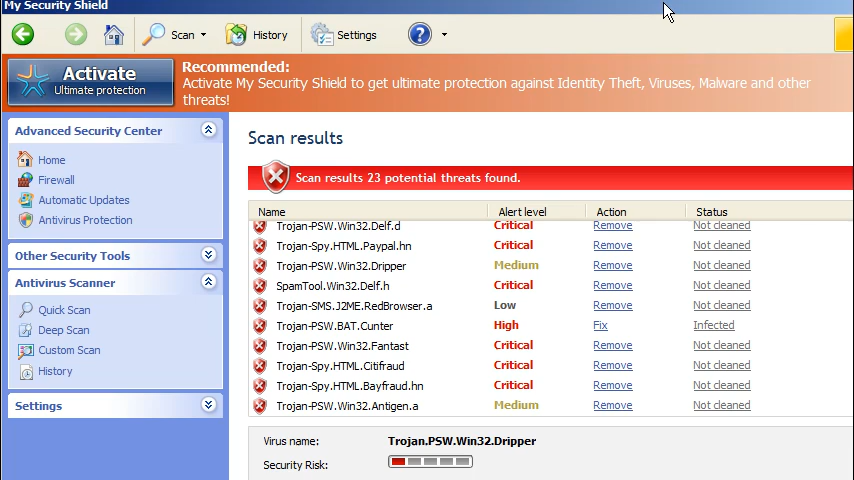 My Security Shield
Scan History Settings
Activate
Ultimate protection
Recommended:
Activate My Security Shield to get ultimate protection against Identity Theft, Viruses, Malware and other
threats!
Advanced Security Center
Home
Firewall
Automatic Updates
Antivirus Protection
Other Security Tools
Antivirus Scanner
Quick Scan
Deep Scan
Custom Scan
History
Settings
Scan results
Scan results 23 potential threats found.
Name Alert level Action Status
Trojan-PSW.Win32.Delf.d Critical Remove Not cleaned
Trojan-Spy.HTML.Paypal.hn Critical Remove Not cleaned
Trojan-PSW.Win32.Dripper Medium Remove Not cleaned
SpamTool.Win32.Delf.h Critical Remove Not cleaned
Trojan-SMS.J2ME.RedBrowser.a Low Remove Not cleaned
Trojan-PSW.BAT.Cunter High Fix Infected
Trojan-PSW.Win32.Fantast Critical Remove Not cleaned
Trojan-Spy.HTML.Citifraud Critical Remove Not cleaned
Trojan-Spy.HTML.Bayfraud.hn Critical Remove Not cleaned
Trojan-PSW.Win32.Antigen.a Medium Remove Not cleaned
Virus name: Trojan.PSW.Win32.Dripper
Security Risk: